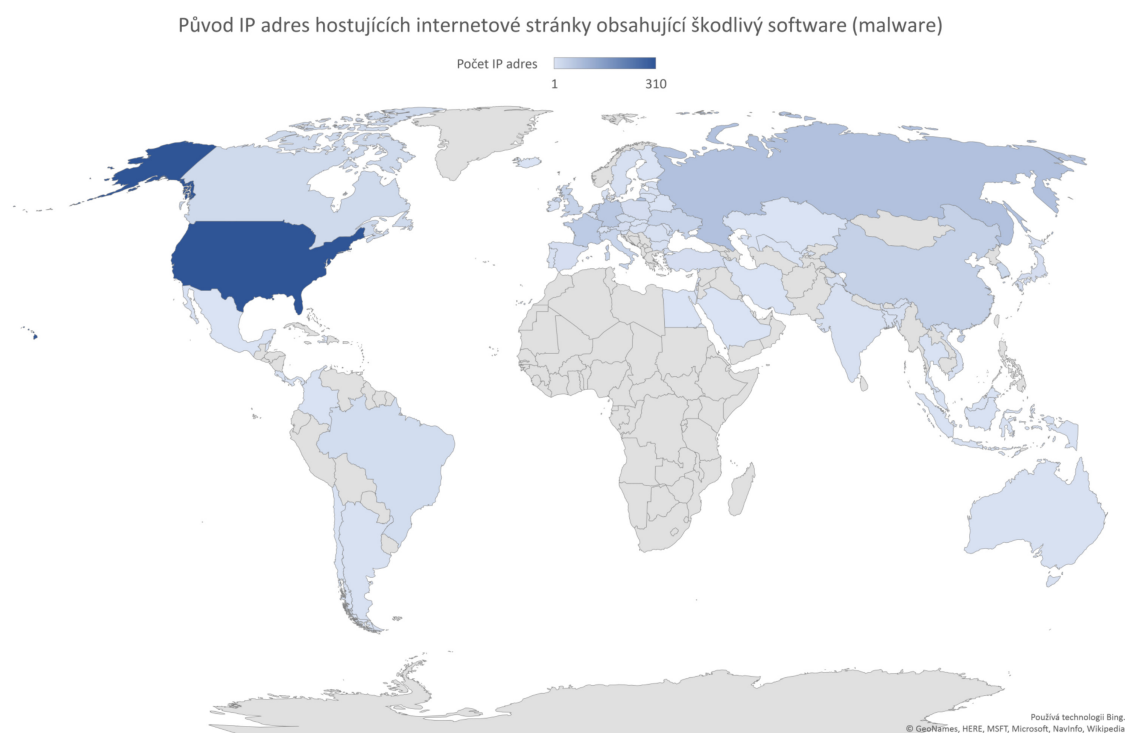 Původ IP adres hostujících internetové stránky obsahující škodlivý software (malware)
Počet IP adres
1 310
Používá technologii Bing.
© GeoNames, HERE, MSFT, Microsoft, NavInfo, Wikipedia